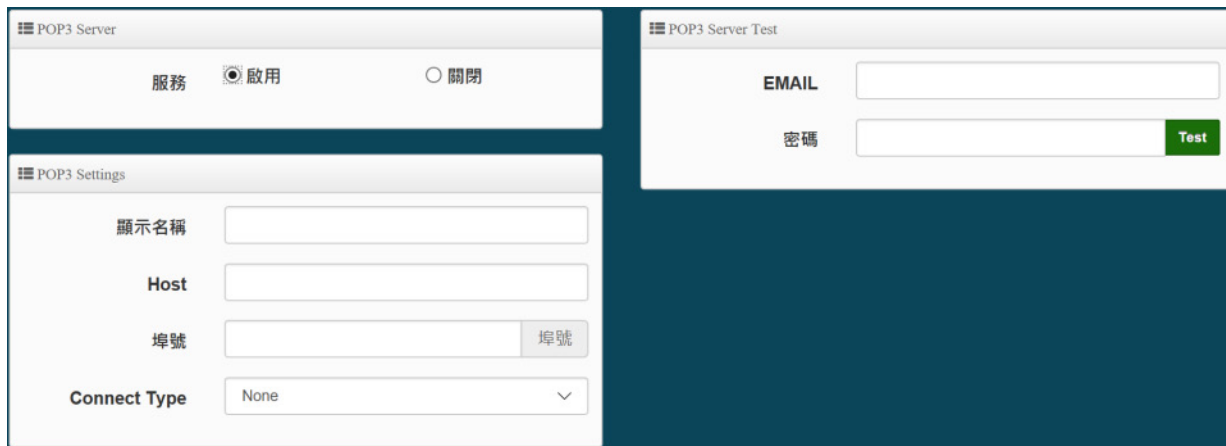 POP3 Server
服務 啟用 關閉
POP3 Settings
顯示名稱
Host
埠號 埠號
Connect Type None
POP3 Server Test
EMAIL
密碼 Test